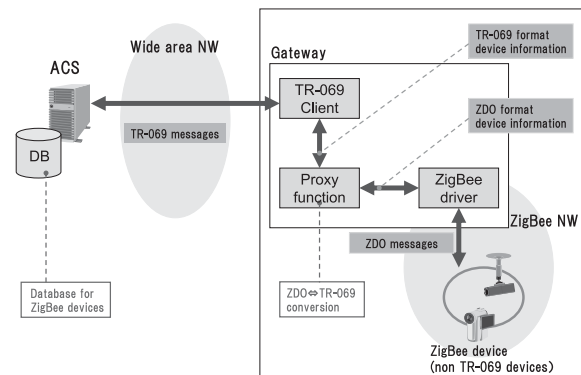 Wide area NW
ACS
DB
TR-069 messages
Database for
ZigBee devices
Gateway
TR-069
Client
Proxy
function
ZigBee
driver
TR-069 format
device information
ZDO format
device information
ZigBee NW
ZDO messages
ZDO⇔TR-069
conversion
ZigBee device
(non TR-069 devices)